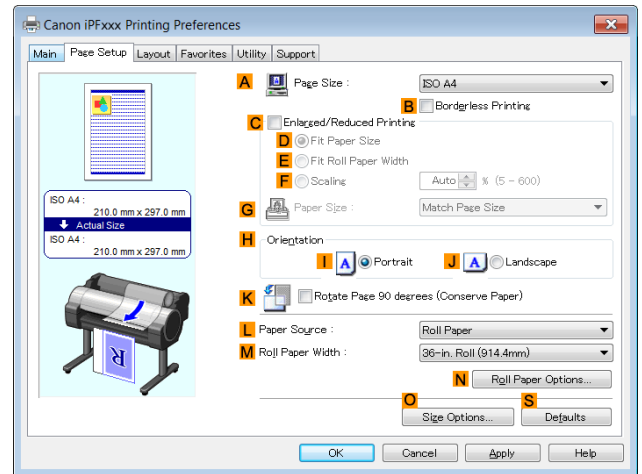 Canon iPFxxx Printing Preferences
Main Page Setup Layout Favorites Utility Support
A Page Size : ISO A4
B Borderless Printing
C Enlarged/Reduced Printing
D Fit Paper Size
E Fit Roll Paper Width
F Scaling Auto % (5 - 600)
G Paper Size : Match Page Size
ISO A4 :
210.0 mm x 297.0 mm
Actual Size
ISO A4 :
210.0 mm x 297.0 mm
H Orientation
I A Portrait J A Landscape
K Rotate Page 90 degrees (Conserve Paper)
L Paper Source : Roll Paper
M Roll Paper Width : 36-in. Roll (914.4mm)
N Roll Paper Options...
O S
Size Options... Defaults
R
OK Cancel Apply Help